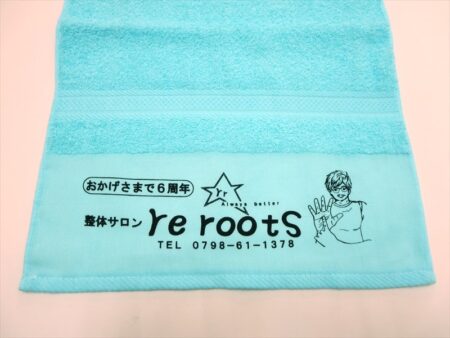 おかげさまで6周年
rr
Always better
整体サロン re roots
TEL 0798-61-1378